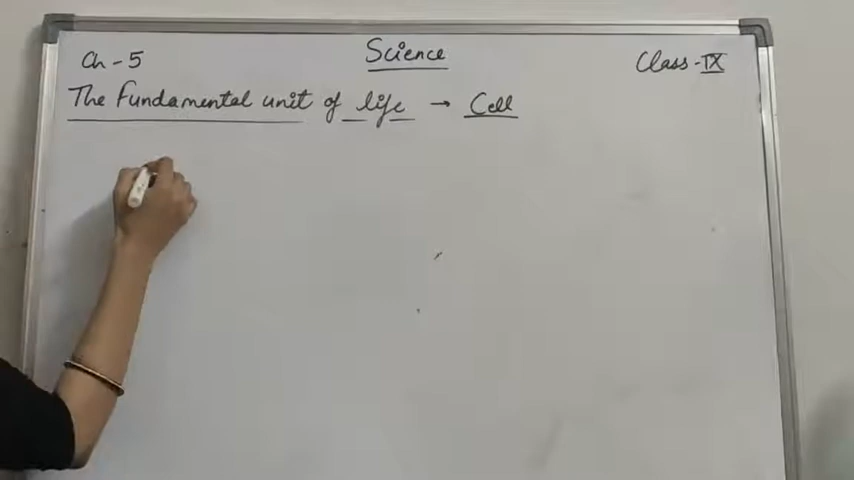 Ch - 5 Science Class - IX
The Fundamental unit of life → Cell